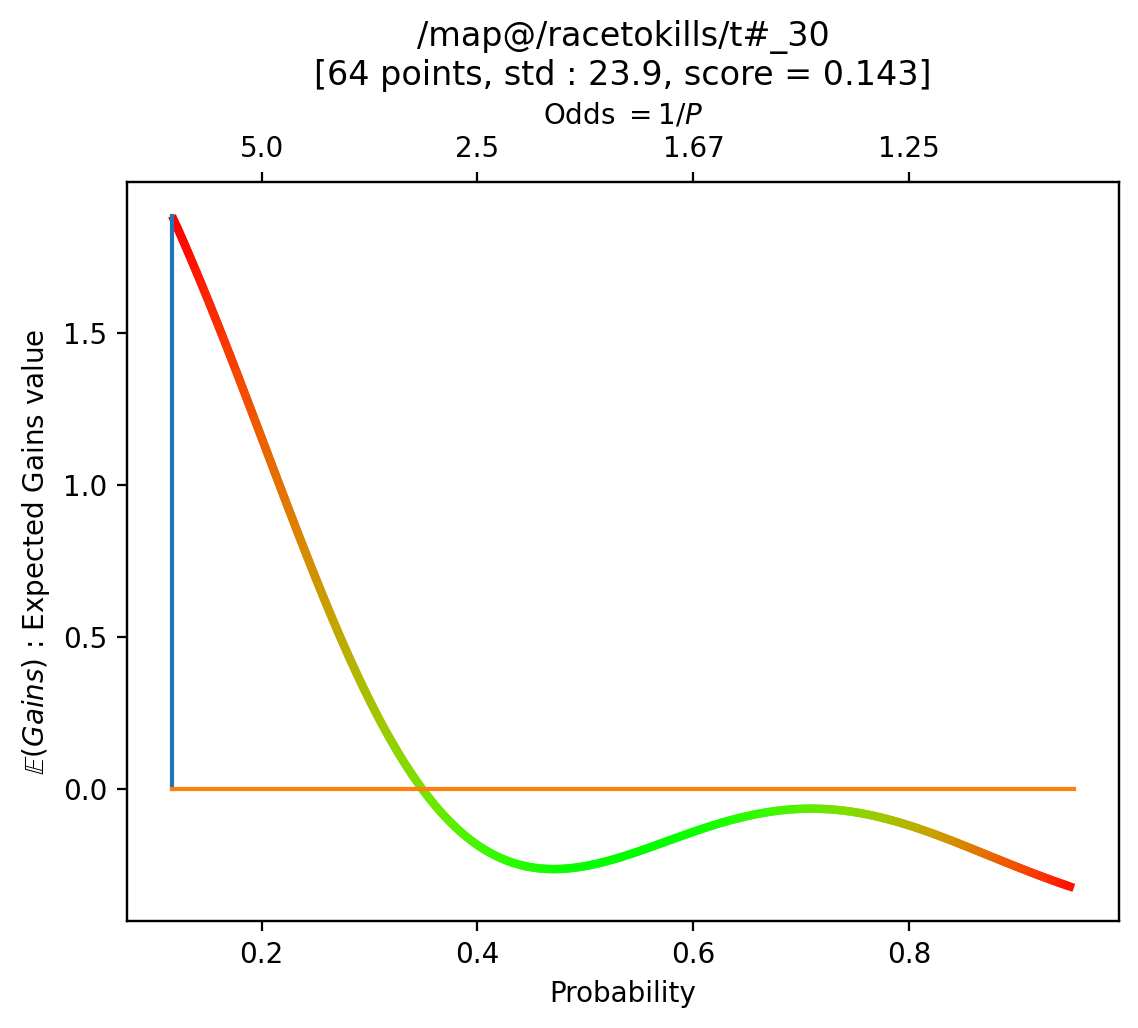 /map@/racetokills/t#_30
[64 points, std : 23.9, score = 0.143]
Odds = 1/P
5.0 2.5 1.67 1.25
𝔼(Gains) : Expected Gains value
1.5
1.0
0.5
0.0
0.2 0.4 0.6 0.8
Probability